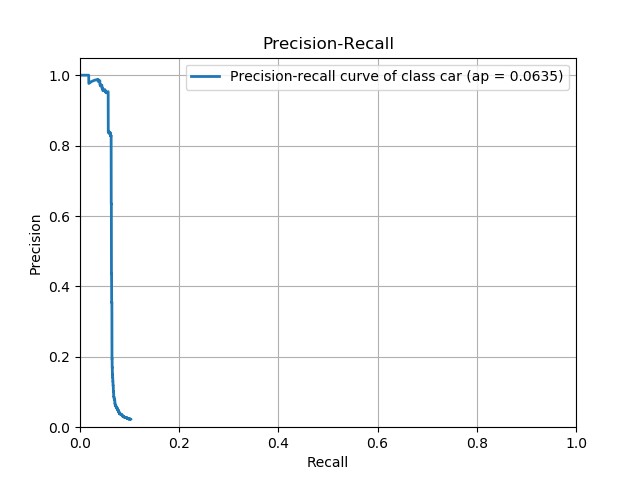 Precision-Recall
Precision-recall curve of class car (ap = 0.0635)
1.0
0.8
0.6
0.4
0.2
0.0
Precision
0.0 0.2 0.4 0.6 0.8 1.0
Recall